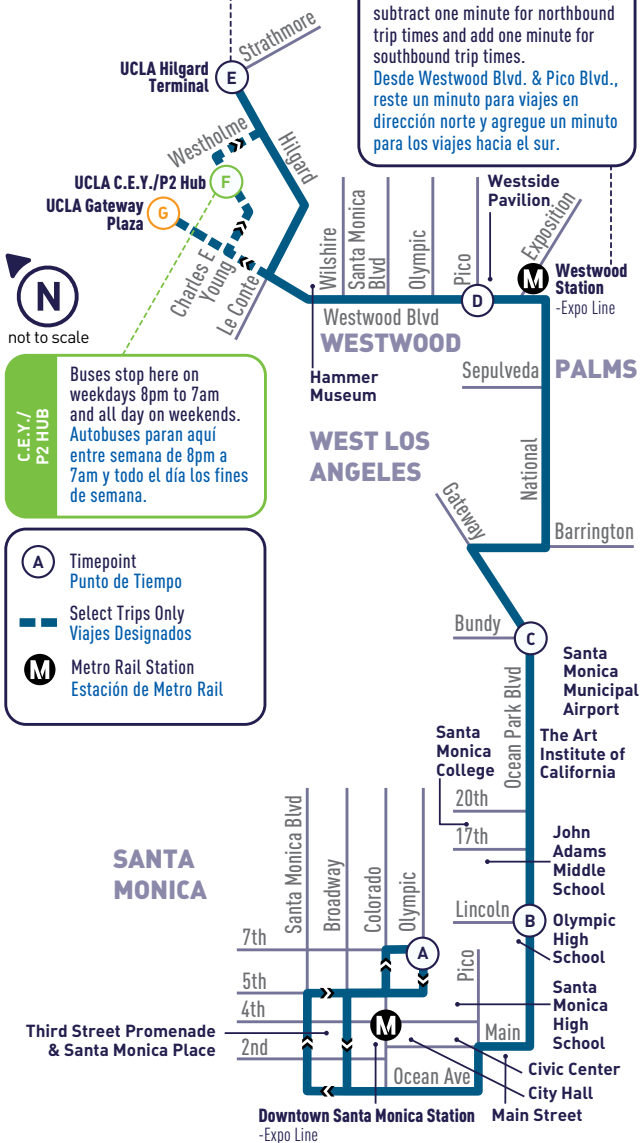 subtract one minute for northbound
trip times and add one minute for
southbound trip times.
Desde Westwood Blvd. & Pico Blvd.,
reste un minuto para viajes en
dirección norte y agregue un minuto
para los viajes hacia el sur.
Strathmore
UCLA Hilgard
Terminal
E
Westholme
Hilgard
UCLA C.E.Y./P2 Hub
F
UCLA Gateway
Plaza
G
Charles E
Young
Le Conte
N
not to scale
Wilshire
Santa Monica
Blvd
Olympic
Pico
Westside
Pavilion
Exposition
M
Westwood
Station
-Expo Line
D
Westwood Blvd
WESTWOOD
Hammer
Museum
Sepulveda
PALMS
C.E.Y./
P2 HUB
Buses stop here on
weekdays 8pm to 7am
and all day on weekends.
Autobuses paran aquí
entre semana de 8pm a
7am y todo el día los fines
de semana.
WEST LOS
ANGELES
National
Gateway
Barrington
A
Timepoint
Punto de Tiempo
Select Trips Only
Viajes Designados
M
Metro Rail Station
Estación de Metro Rail
Bundy
C
Santa
Monica
Municipal
Airport
Ocean Park Blvd
The Art
Institute of
California
Santa
Monica
College
20th
17th
John
Adams
Middle
School
SANTA
MONICA
Santa Monica Blvd
Broadway
Colorado
Olympic
Lincoln
B
Olympic
High
School
7th
A
5th
4th
Pico
Santa
Monica
High
School
Third Street Promenade
& Santa Monica Place
M
Main
2nd
Civic Center
Ocean Ave
City Hall
Main Street
Downtown Santa Monica Station
-Expo Line